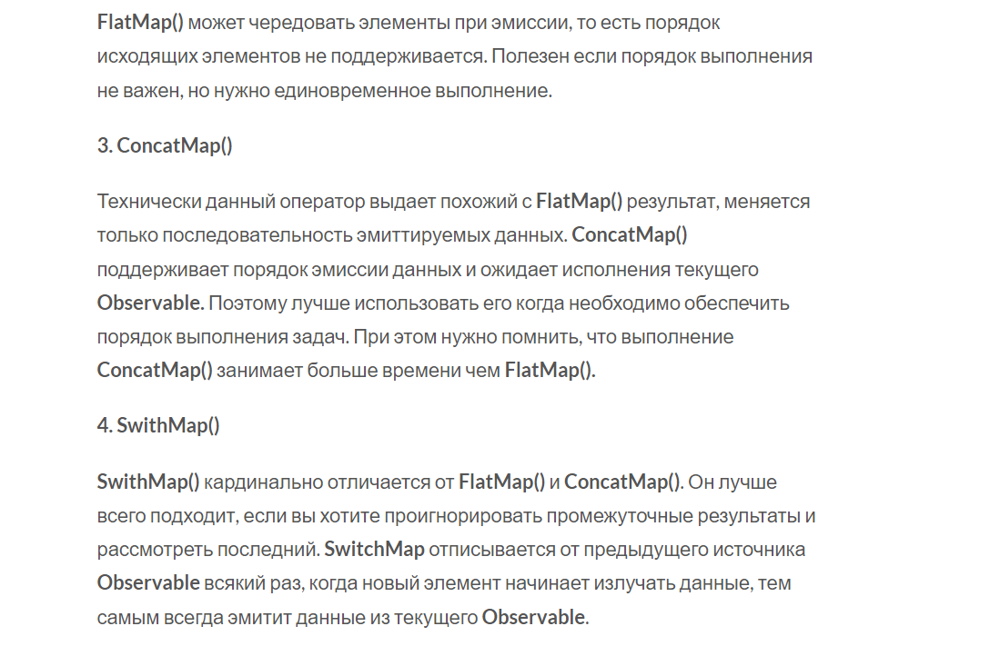 FlatMap() может чередовать элементы при эмиссии, то есть порядок
исходящих элементов не поддерживается. Полезен если порядок выполнения
не важен, но нужно единовременное выполнение.
3. ConcatMap()
Технически данный оператор выдает похожий с FlatMap() результат, меняется
только последовательность эмиттируемых данных. ConcatMap()
поддерживает порядок эмиссии данных и ожидает исполнения текущего
Observable. Поэтому лучше использовать его когда необходимо обеспечить
порядок выполнения задач. При этом нужно помнить, что выполнение
ConcatMap() занимает больше времени чем FlatMap().
4. SwithMap()
SwithMap() кардинально отличается от FlatMap() и ConcatMap(). Он лучше
всего подходит, если вы хотите проигнорировать промежуточные результаты и
рассмотреть последний. SwitchMap отписывается от предыдущего источника
Observable всякий раз, когда новый элемент начинает излучать данные, тем
самым всегда эмитит данные из текущего Observable.